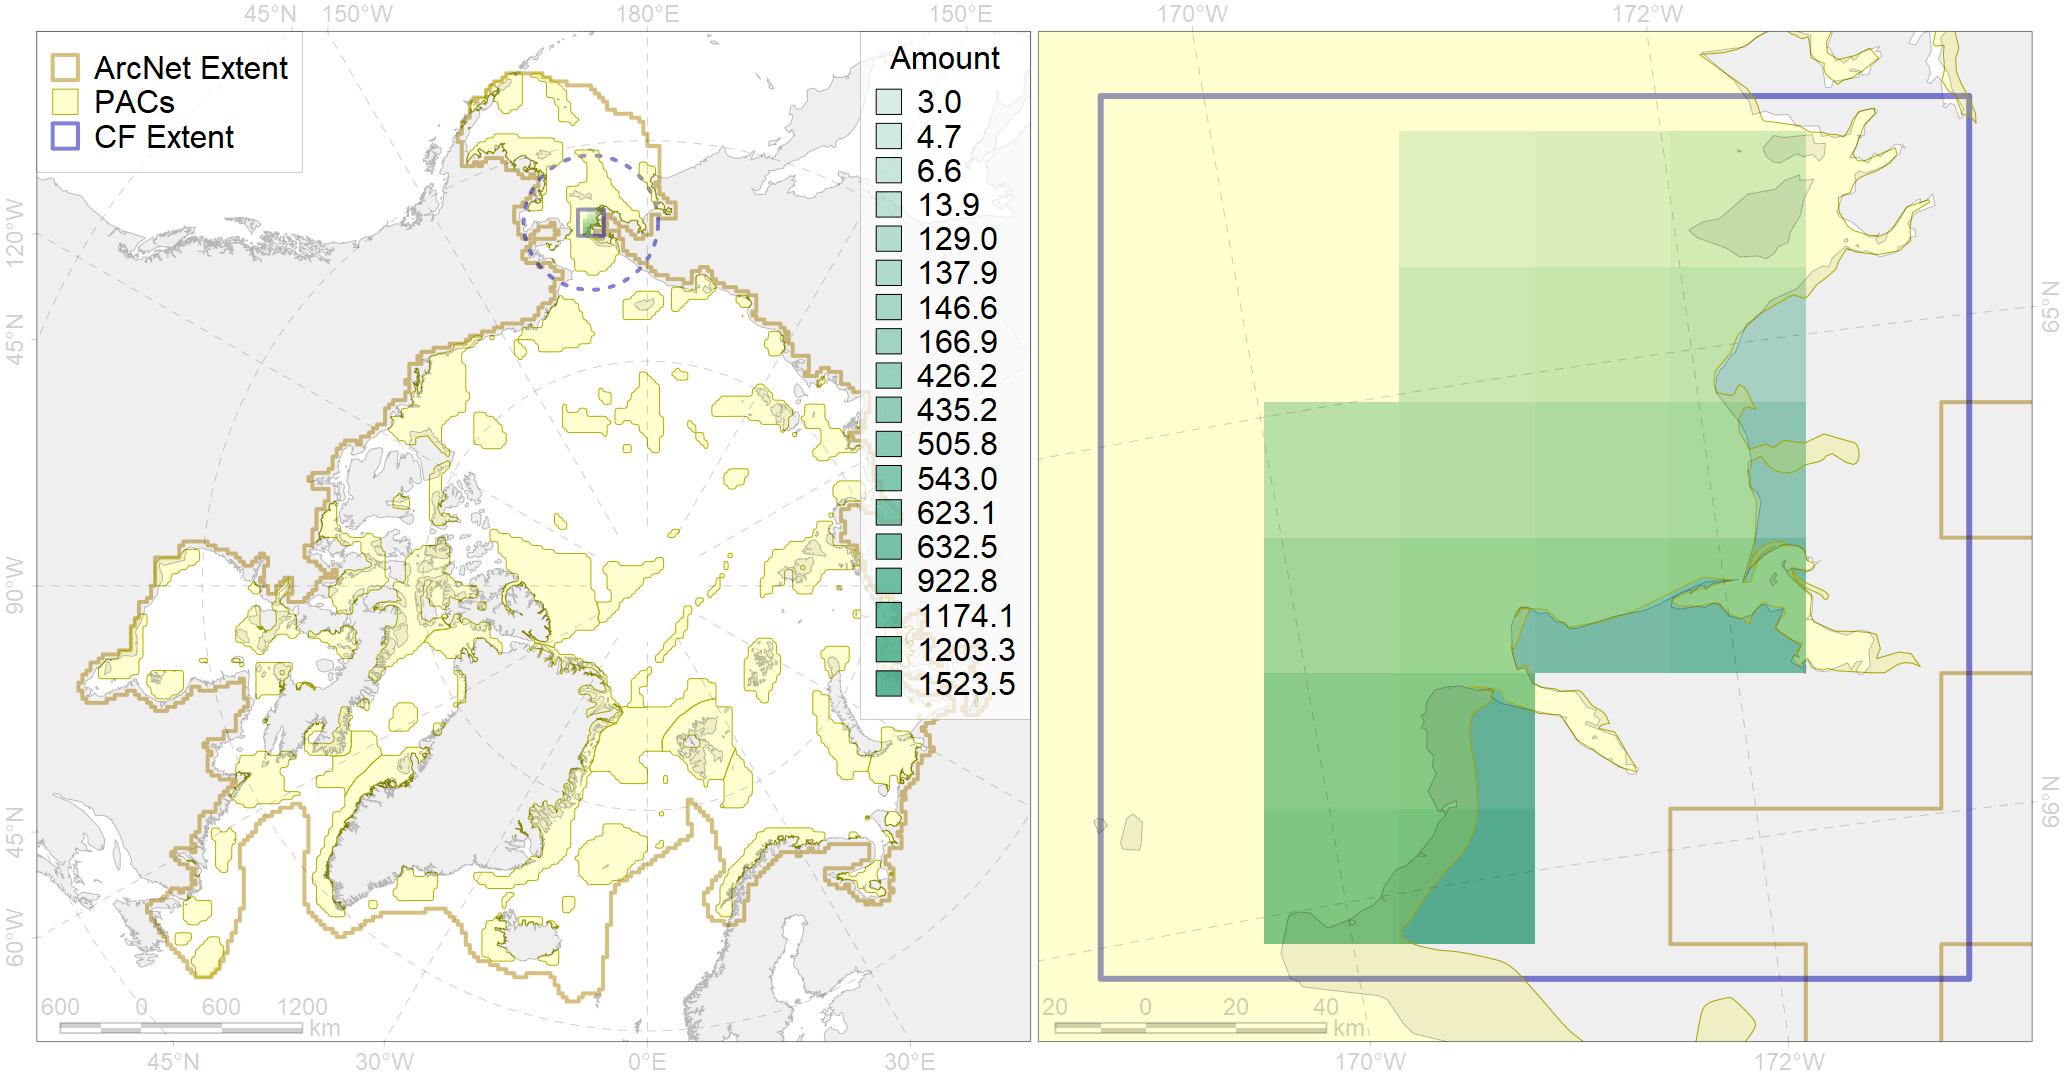 45°N 150°W 180°E 150°E 170°W 172°W
ArcNet Extent
PACs
CF Extent
Amount
3.0
4.7
6.6
13.9
129.0
137.9
146.6
166.9
426.2
435.2
505.8
543.0
623.1
632.5
922.8
1174.1
1203.3
1523.5
120°W
45°N
90°W
45°N
60°W
65°N
66°N
600 0 600 1200
km
20 0 20 40
km
45°N 30°W 0°E 30°E 170°W 172°W